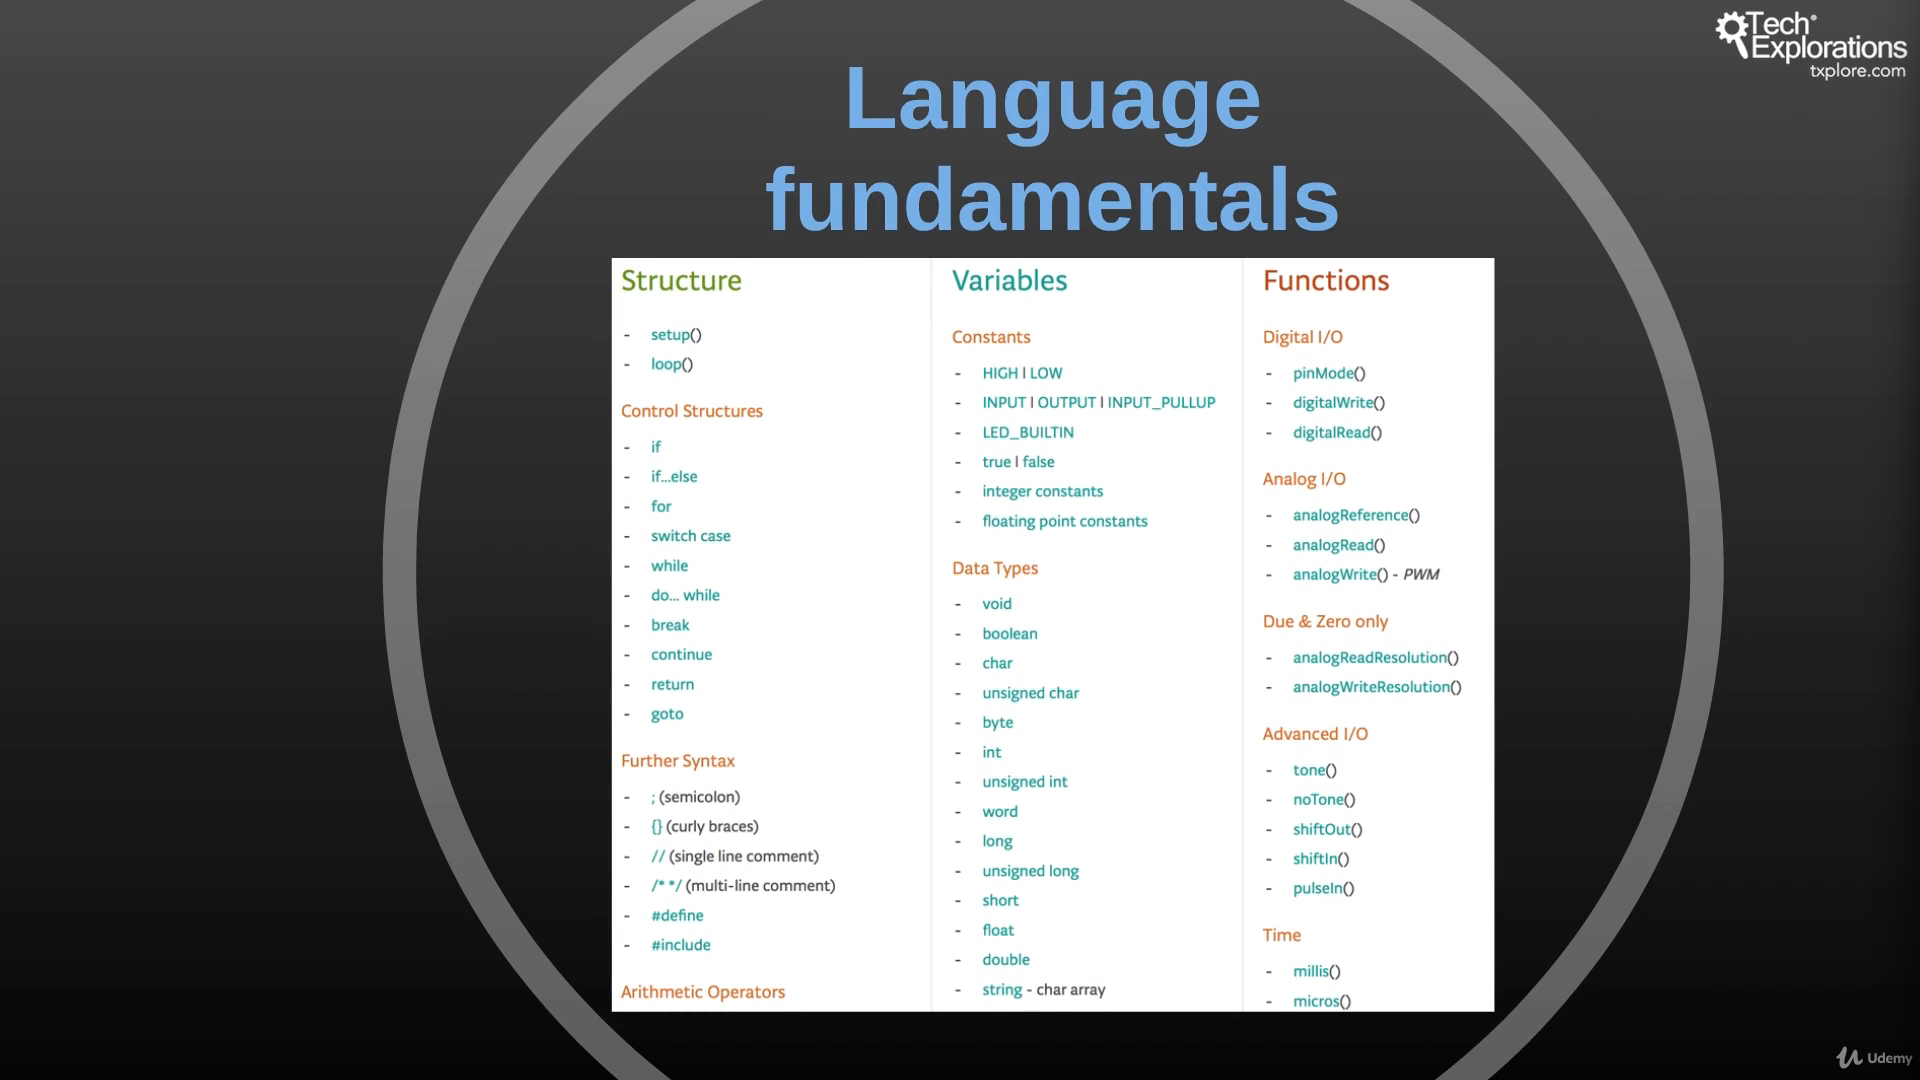 Tech
Explorations
txplore.com
Language
fundamentals
Structure
- setup()
- loop()
Control Structures
- if
- if...else
- for
- switch case
- while
- do... while
- break
- continue
- return
- goto
Further Syntax
- ; (semicolon)
- {} (curly braces)
- // (single line comment)
- /* */ (multi-line comment)
- #define
- #include
Arithmetic Operators
Variables
Constants
- HIGH | LOW
- INPUT | OUTPUT | INPUT_PULLUP
- LED_BUILTIN
- true | false
- integer constants
- floating point constants
Data Types
- void
- boolean
- char
- unsigned char
- byte
- int
- unsigned int
- word
- long
- unsigned long
- short
- float
- double
- string - char array
Functions
Digital I/O
- pinMode()
- digitalWrite()
- digitalRead()
Analog I/O
- analogReference()
- analogRead()
- analogWrite() - PWM
Due & Zero only
- analogReadResolution()
- analogWriteResolution()
Advanced I/O
- tone()
- noTone()
- shiftOut()
- shiftIn()
- pulseIn()
Time
- millis()
- micros()
Udemy